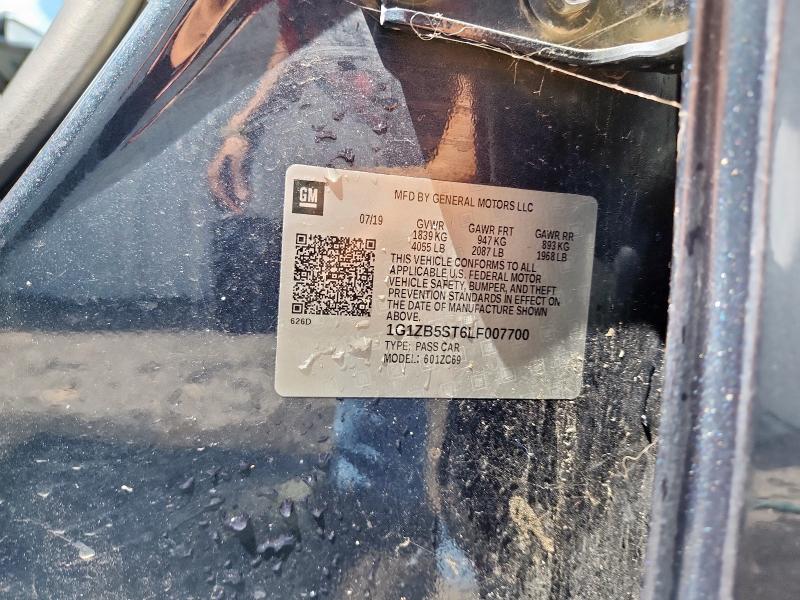 GM
MFD BY GENERAL MOTORS LLC
07/19
GVWR GAWR FRT GAWR RR
1839 KG 947 KG 893 KG
4055 LB 2087 LB 1968 LB
THIS VEHICLE CONFORMS TO ALL
APPLICABLE U.S. FEDERAL MOTOR
VEHICLE SAFETY, BUMPER, AND THEFT
PREVENTION STANDARDS IN EFFECT ON
THE DATE OF MANUFACTURE SHOWN
ABOVE.
626D
1G1ZB5ST6LF007700
TYPE: PASS CAR
MODEL: 601ZC69